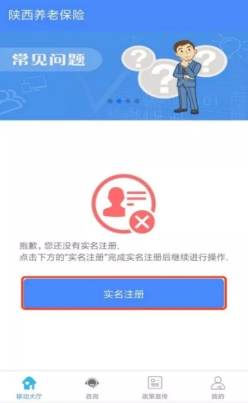 陕西养老保险
常见问题
抱歉,您还没有实名注册.
点击下方的"实名注册"完成实名注册后继续进行操作.
实名注册
移动大厅
咨询
政策宣传
我的